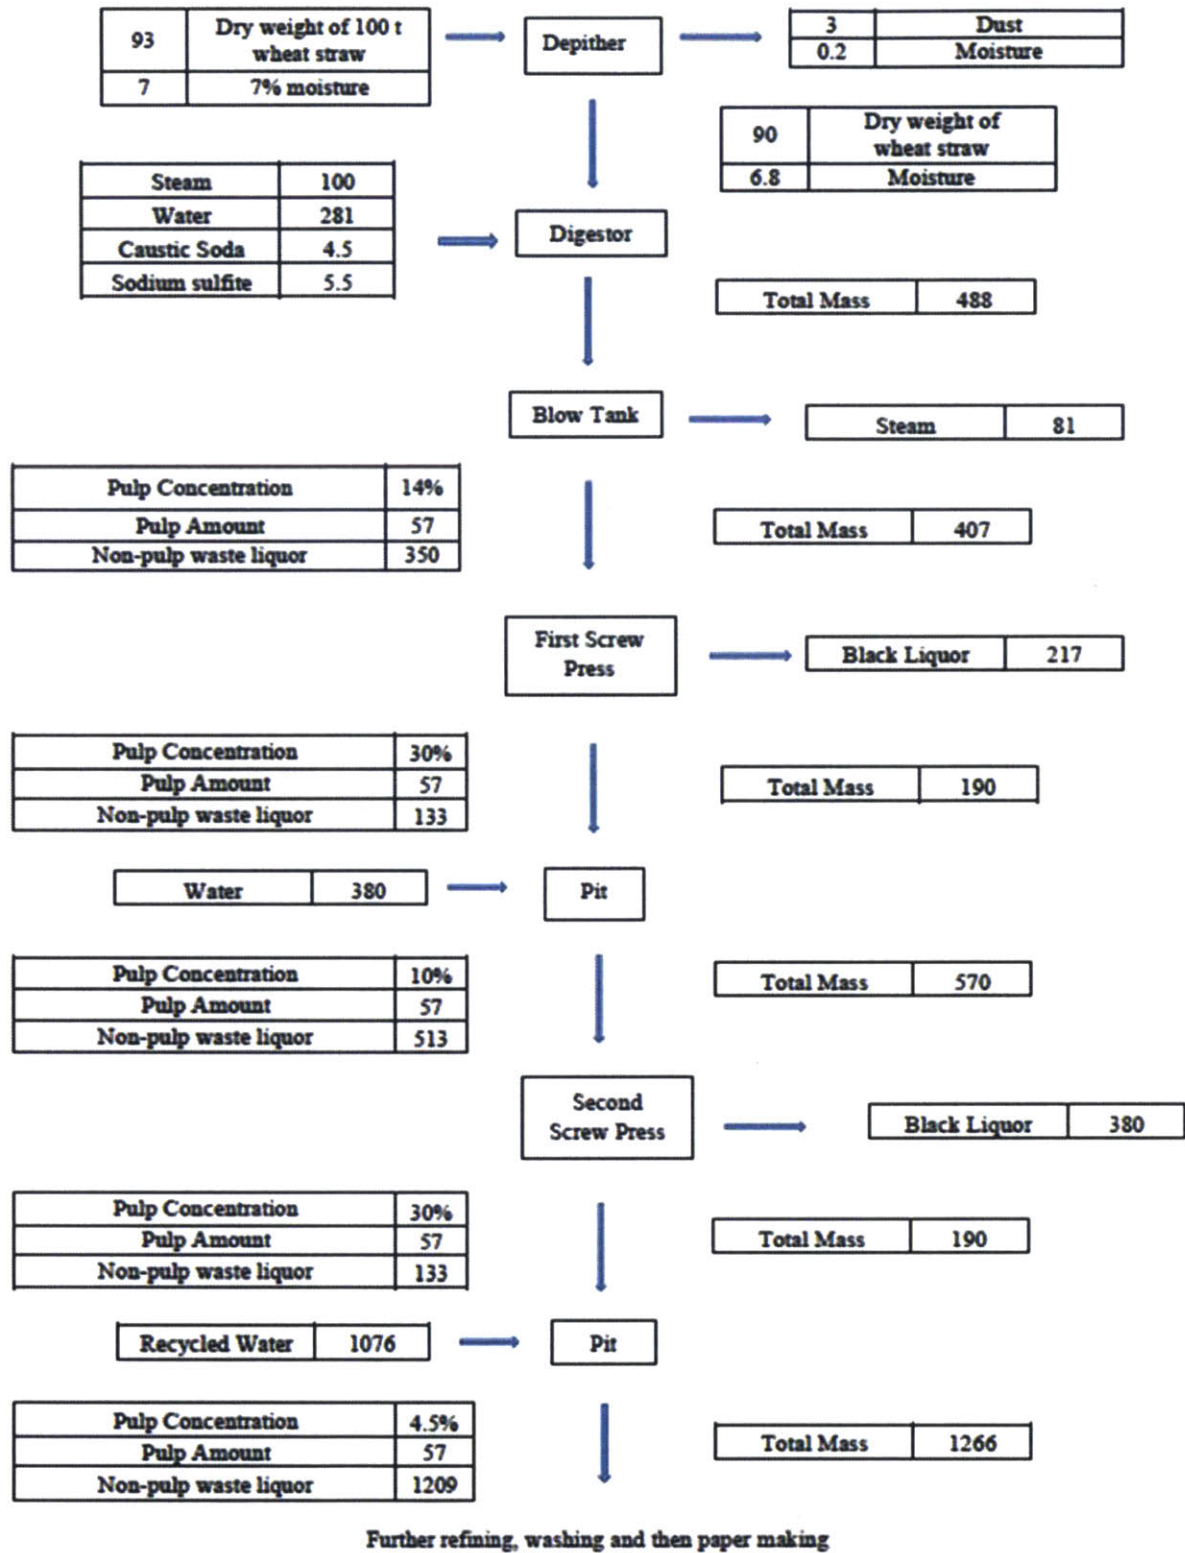 93 Dry weight of 100 t
wheat straw
7 7% moisture
Depither
3 Dust
0.2 Moisture
90 Dry weight of
wheat straw
6.8 Moisture
Steam 100
Water 281
Caustic Soda 4.5
Sodium sulfite 5.5
Digestor
Total Mass 488
Blow Tank
Steam 81
Pulp Concentration 14%
Pulp Amount 57
Non-pulp waste liquor 350
Total Mass 407
First Screw
Press
Black Liquor 217
Pulp Concentration 30%
Pulp Amount 57
Non-pulp waste liquor 133
Total Mass 190
Water 380
Pit
Pulp Concentration 10%
Pulp Amount 57
Non-pulp waste liquor 513
Total Mass 570
Second
Screw Press
Black Liquor 380
Pulp Concentration 30%
Pulp Amount 57
Non-pulp waste liquor 133
Total Mass 190
Recycled Water 1076
Pit
Pulp Concentration 4.5%
Pulp Amount 57
Non-pulp waste liquor 1209
Total Mass 1266
Further refining, washing and then paper making